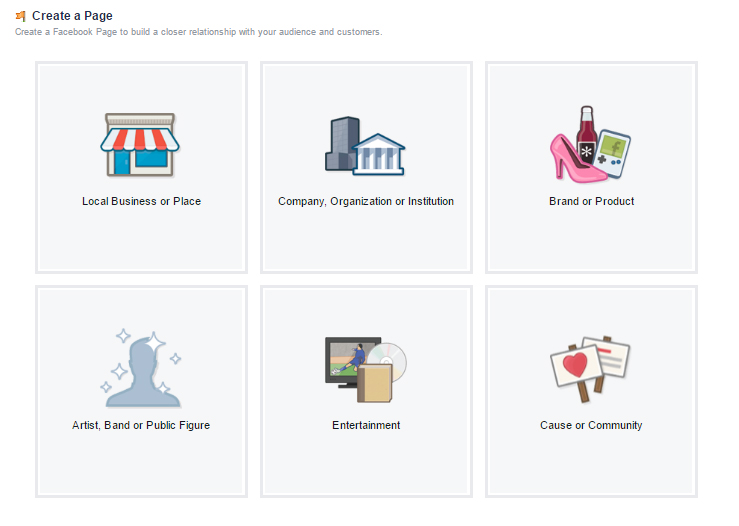 Create a Page
Create a Facebook Page to build a closer relationship with your audience and customers.
Local Business or Place
Company, Organization or Institution
Brand or Product
Artist, Band or Public Figure
Entertainment
Cause or Community